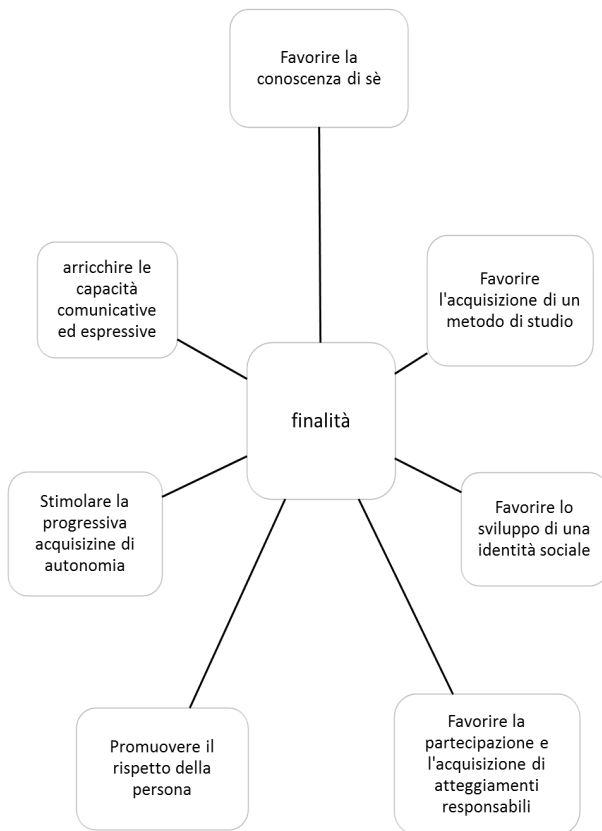 Favorire la
conoscenza di sè
arricchire le
capacità
comunicative
ed espressive
Favorire
l'acquisizione di un
metodo di studio
finalità
Stimolare la
progressiva
acquisizine di
autonomia
Favorire lo
sviluppo di una
identità sociale
Promuovere il
rispetto della
persona
Favorire la
partecipazione e
l'acquisizione di
atteggiamenti
responsabili